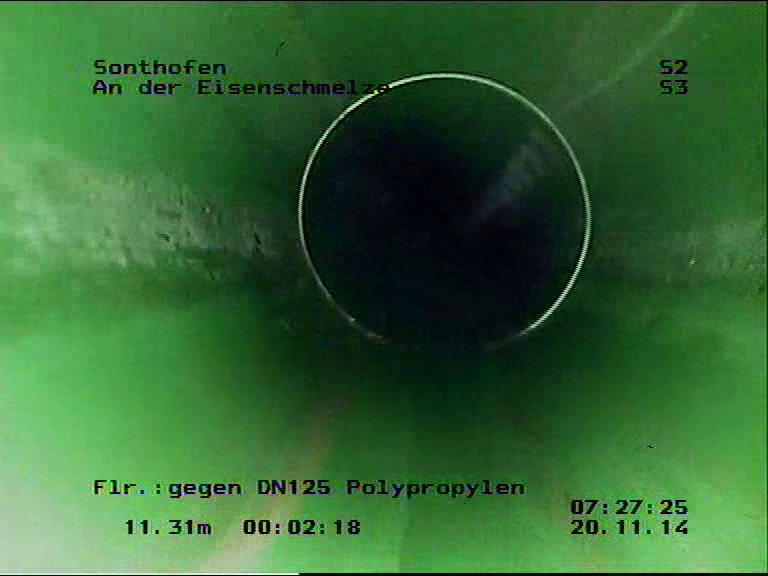 Sonthofen S2
An der Eisenschmelze S3
Flr.:gegen DN125 Polypropylen
07:27:25
11.31m 00:02:18 20.11.14